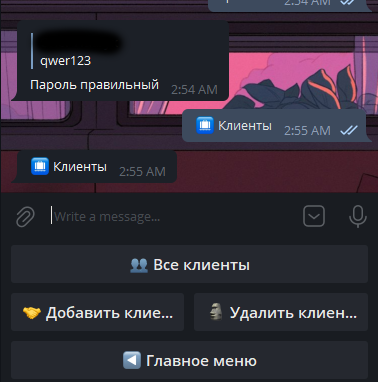 2:54 AM
qwer123
Пароль правильный 2:54 AM
Клиенты 2:55 AM
Клиенты 2:55 AM
Write a message...
Все клиенты
Добавить клие...
Удалить клиен...
Главное меню